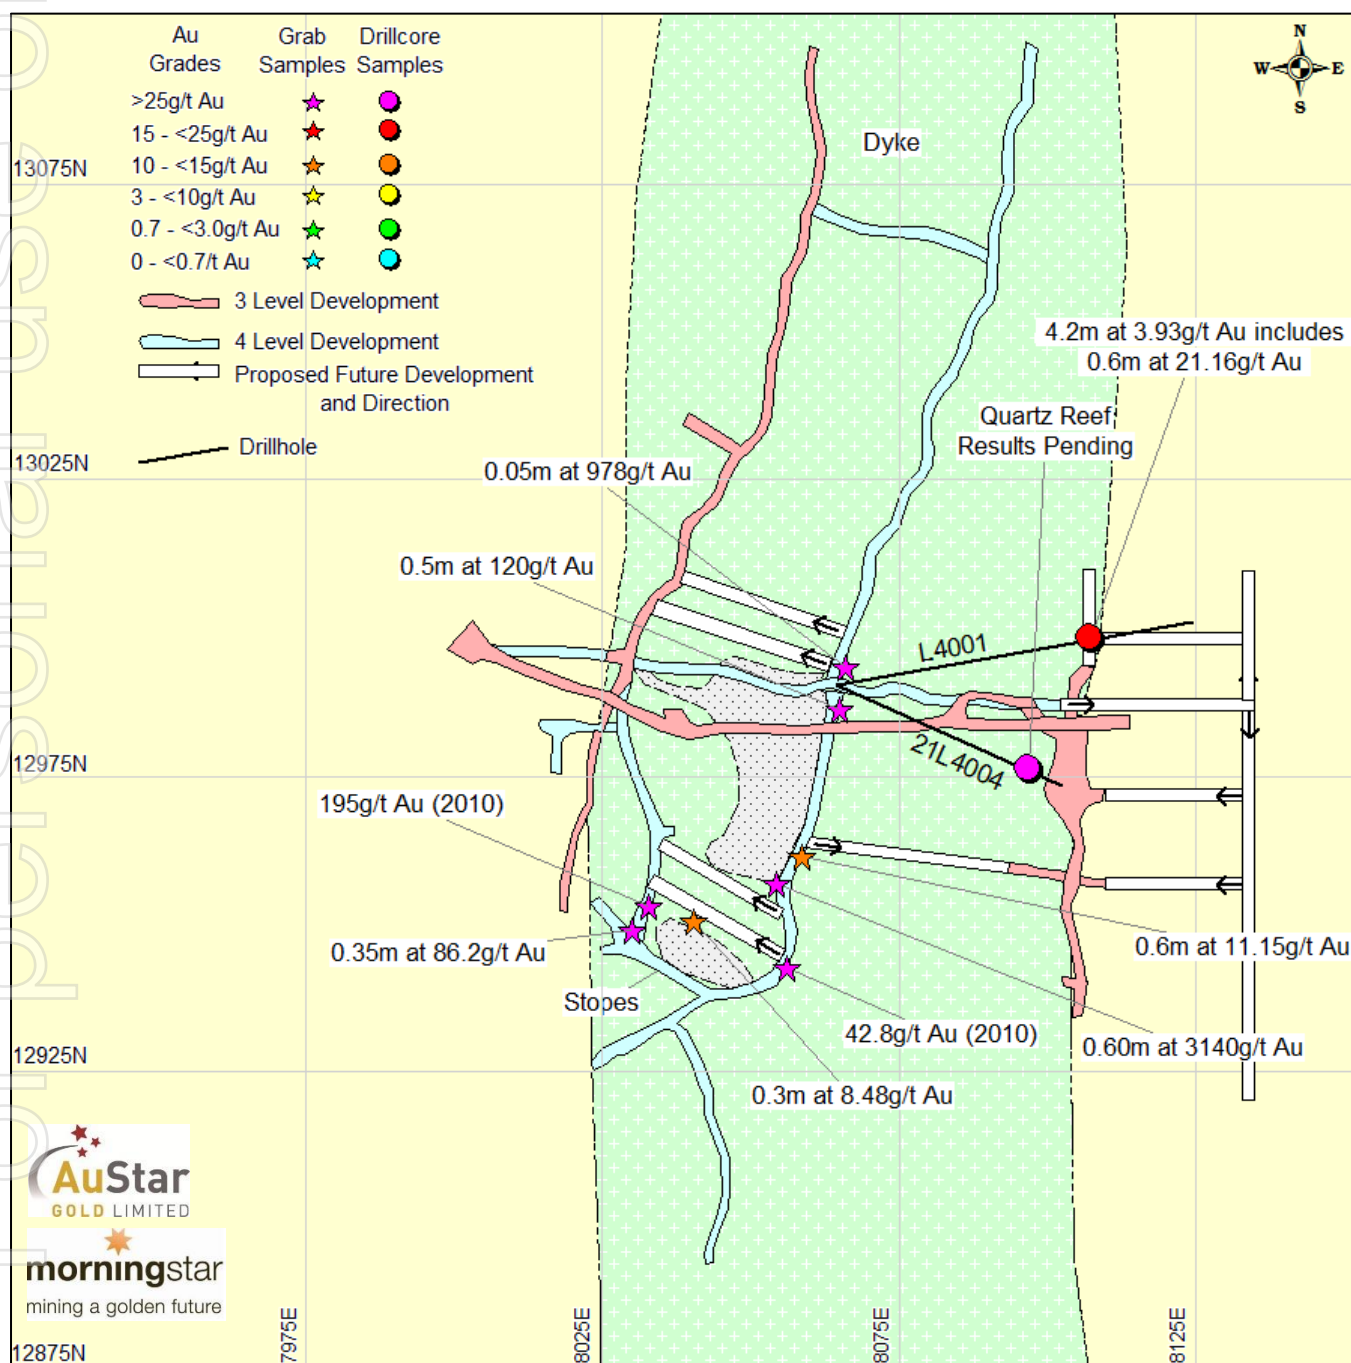 Au Grades
Grab Samples
Drillcore Samples
>25g/t Au
15 - <25g/t Au
10 - <15g/t Au
3 - <10g/t Au
0.7 - <3.0g/t Au
0 - <0.7/t Au
3 Level Development
4 Level Development
Proposed Future Development
and Direction
Drillhole
N
W
E
S
Dyke
13075N
4.2m at 3.93g/t Au includes
0.6m at 21.16g/t Au
Quartz Reef
Results Pending
13025N
0.05m at 978g/t Au
0.5m at 120g/t Au
L4001
21L4004
12975N
195g/t Au (2010)
0.35m at 86.2g/t Au
0.6m at 11.15g/t Au
Stopes
42.8g/t Au (2010)
0.60m at 3140g/t Au
12925N
0.3m at 8.48g/t Au
AuStar
GOLD LIMITED
morningstar
mining a golden future
7975E
8025E
8075E
8125E
12875N
personal use o